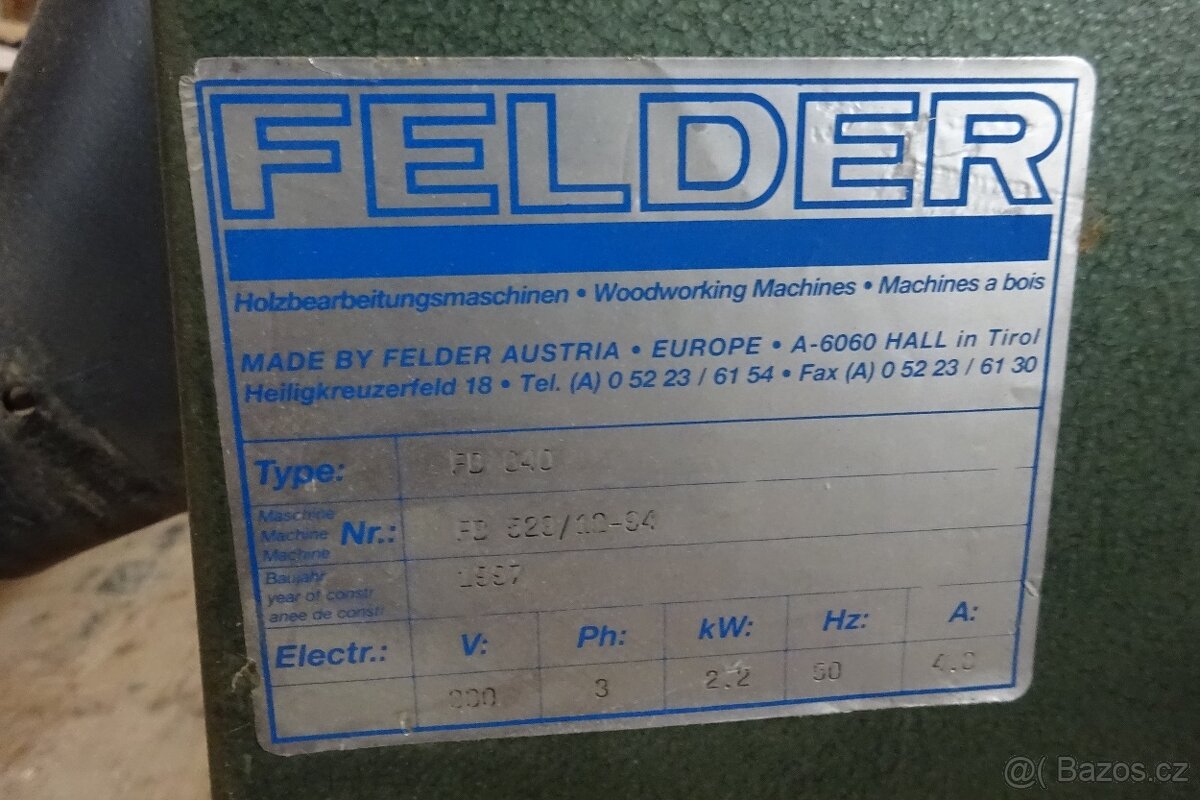 FELDER
Holzbearbeitungsmaschinen • Woodworking Machines • Machines a bois
MADE BY FELDER AUSTRIA • EUROPE • A-6060 HALL in Tirol
Heiligkreuzerfeld 18 • Tel. (A) 0 52 23 / 61 54 • Fax (A) 0 52 23 / 61 30
Type:
Maschine
Machine Nr.:
Machine
Baujahr 1997
year of constr
anee de constr.
Electr.: V: Ph: kW: Hz: A:
3 2.2 50
@( Bazos.cz